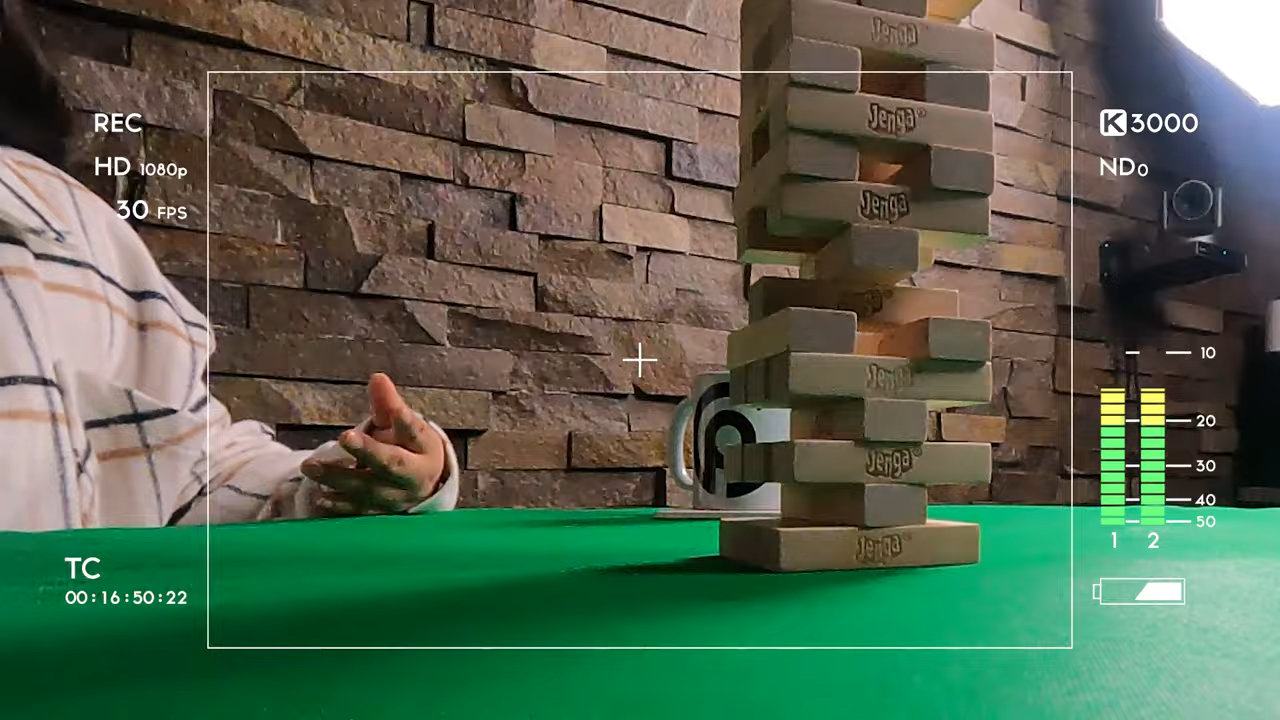 REC
HD 1080p
30 FPS
K3000
ND0
Jenga®
Jenga®
Jenga®
Jenga®
Jenga®
Jenga®
10
20
30
40
50
1 2
TC
00:16:50:22